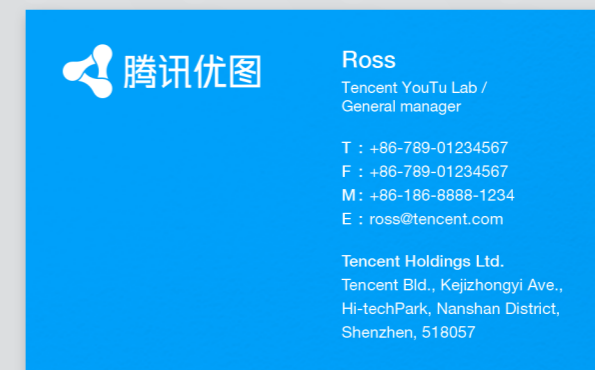 腾讯优图
Ross
Tencent YouTu Lab /
General manager
T : +86-789-01234567
F : +86-789-01234567
M : +86-186-8888-1234
E : ross@tencent.com
Tencent Holdings Ltd.
Tencent Bld., Kejizhongyi Ave.,
Hi-techPark, Nanshan District,
Shenzhen, 518057